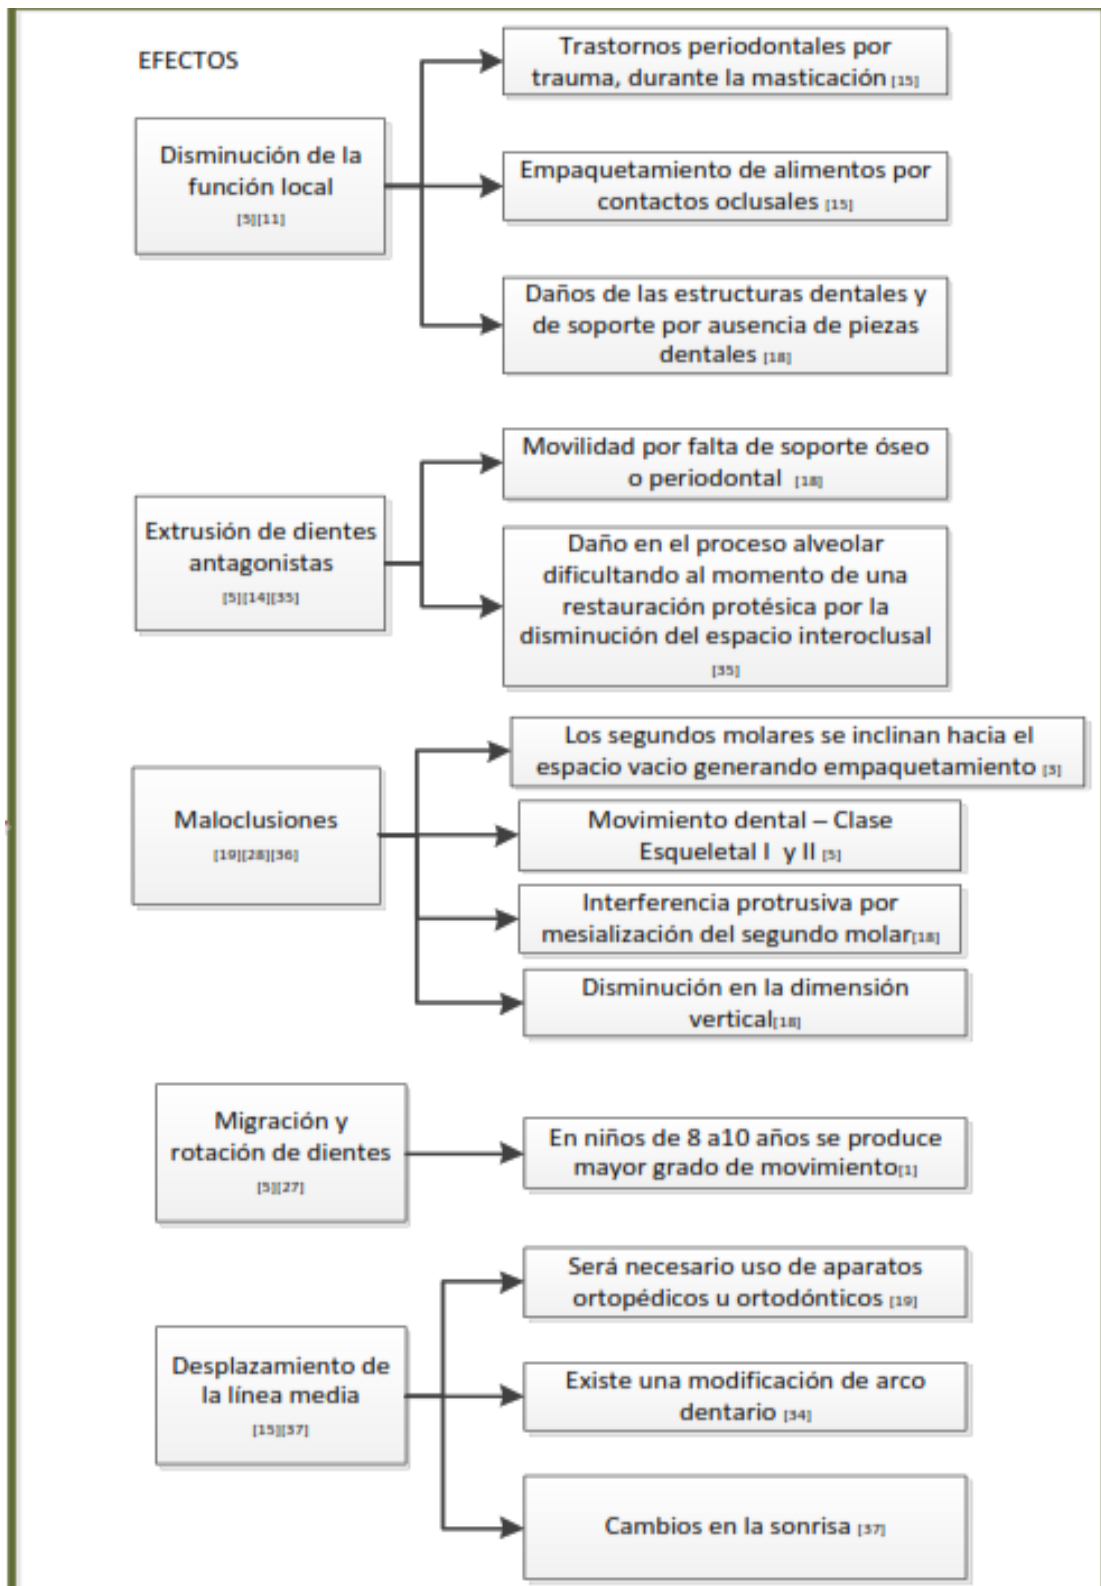 EFECTOS
Disminución de la
función local
[5][11]
Trastornos periodontales por
trauma, durante la masticación [15]
Empaquetamiento de alimentos por
contactos oclusales [15]
Daños de las estructuras dentales y
de soporte por ausencia de piezas
dentales [18]
Extrusión de dientes
antagonistas
[5][14][35]
Movilidad por falta de soporte óseo
o periodontal [18]
Daño en el proceso alveolar
dificultando al momento de una
restauración protésica por la
disminución del espacio interoclusal
[35]
Maloclusiones
[19][28][36]
Los segundos molares se inclinan hacia el
espacio vacio generando empaquetamiento [3]
Movimiento dental – Clase
Esqueletal I y II [5]
Interferencia protrusiva por
mesialización del segundo molar[18]
Disminución en la dimensión
vertical[18]
Migración y
rotación de dientes
[5][27]
En niños de 8 a10 años se produce
mayor grado de movimiento[1]
Desplazamiento de
la línea media
[15][37]
Será necesario uso de aparatos
ortopédicos u ortodónticos [19]
Existe una modificación de arco
dentario [34]
Cambios en la sonrisa [37]